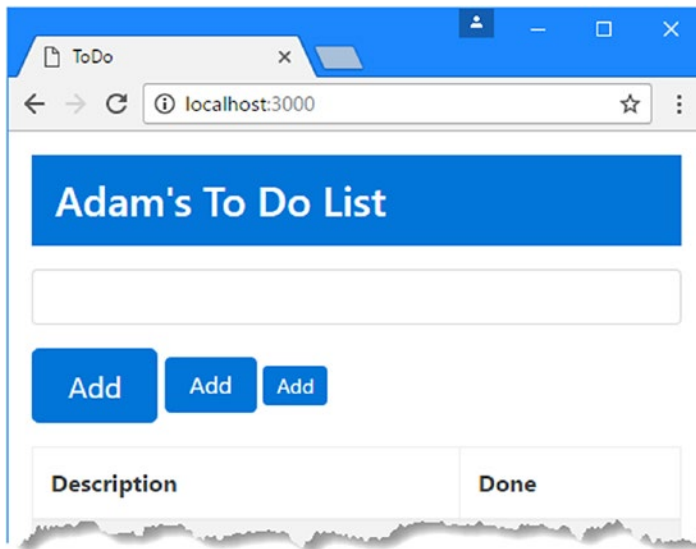 ToDo
localhost:3000
Adam's To Do List
Add Add Add
Description Done